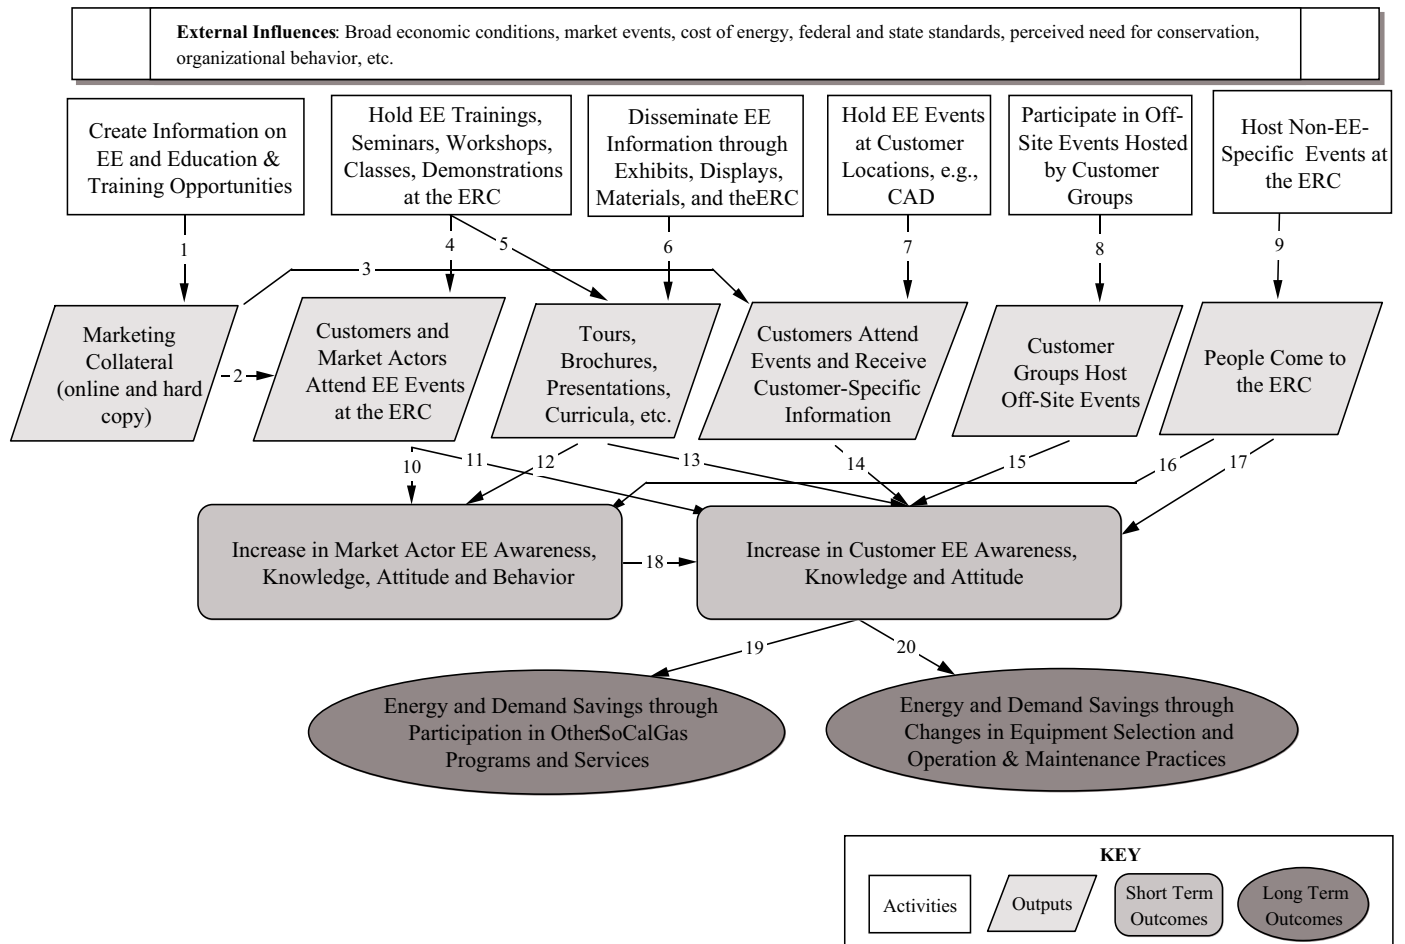 External Influences: Broad economic conditions, market events, cost of energy, federal and state standards, perceived need for conservation,
organizational behavior, etc.
Create Information on
EE and Education &
Training Opportunities
Hold EE Trainings,
Seminars, Workshops,
Classes, Demonstrations
at the ERC
Disseminate EE
Information through
Exhibits, Displays,
Materials, and theERC
Hold EE Events
at Customer
Locations, e.g.,
CAD
Participate in Off-
Site Events Hosted
by Customer
Groups
Host Non-EE-
Specific Events at
the ERC
1
4
5
6
7
8
9
3
Marketing
Collateral
(online and hard
copy)
2
Customers and
Market Actors
Attend EE Events
at the ERC
Tours,
Brochures,
Presentations,
Curricula, etc.
Customers Attend
Events and Receive
Customer-Specific
Information
Customer
Groups Host
Off-Site Events
People Come to
the ERC
10
11
12
13
14
15
16
17
Increase in Market Actor EE Awareness,
Knowledge, Attitude and Behavior
18
Increase in Customer EE Awareness,
Knowledge and Attitude
19
20
Energy and Demand Savings through
Participation in OtherSoCalGas
Programs and Services
Energy and Demand Savings through
Changes in Equipment Selection and
Operation & Maintenance Practices
KEY
Activities
Outputs
Short Term
Outcomes
Long Term
Outcomes